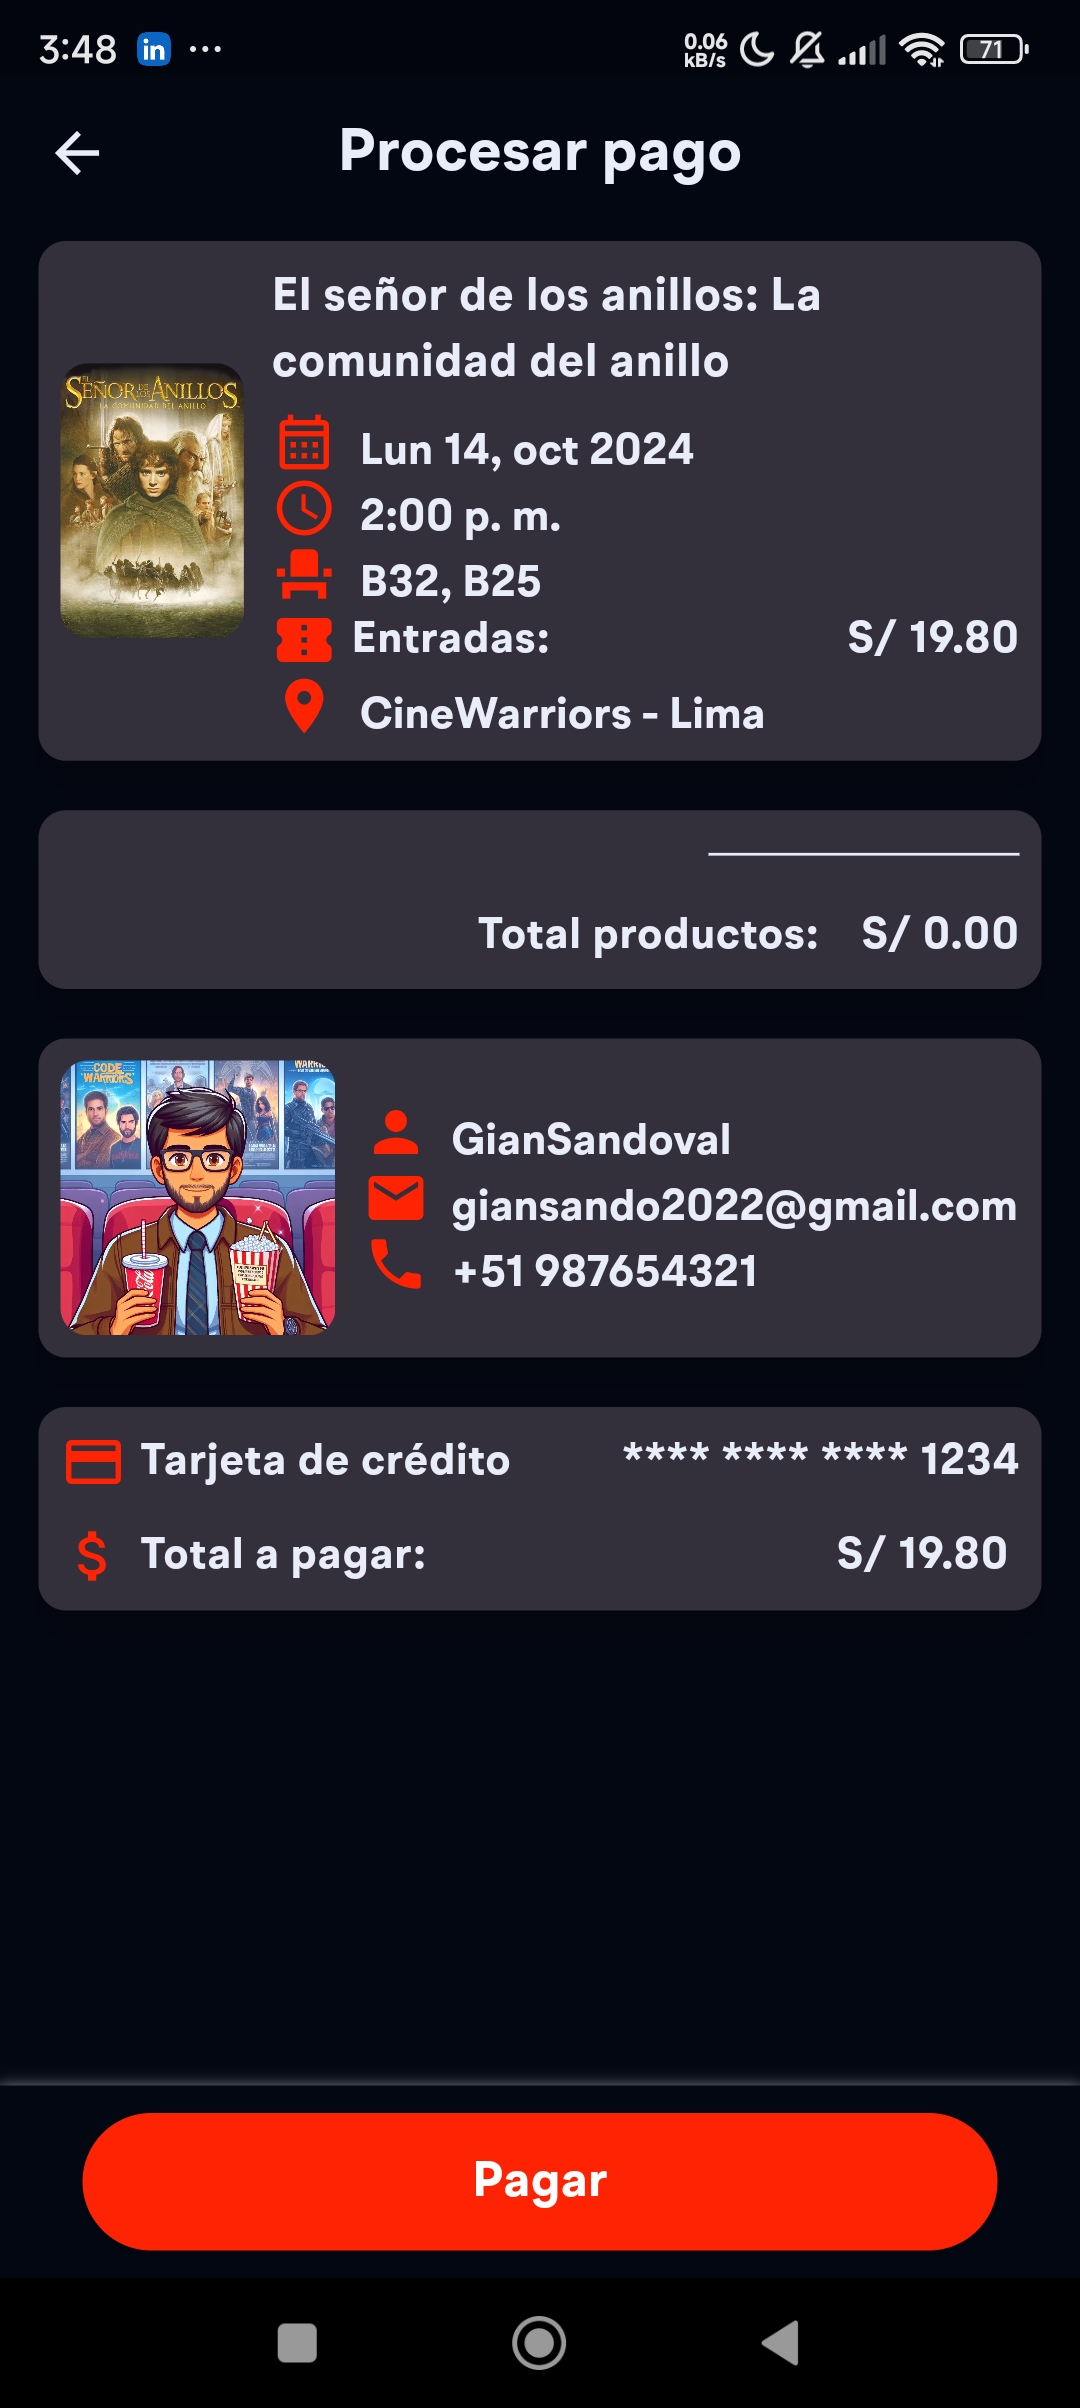 3:48 in ... 0.06 kB/s 71
Procesar pago
El señor de los anillos: La
comunidad del anillo
EL SEÑOR DE LOS ANILLOS
LA COMUNIDAD DEL ANILLO
Lun 14, oct 2024
2:00 p. m.
B32, B25
Entradas: S/ 19.80
CineWarriors - Lima
Total productos: S/ 0.00
CODE
WARRIORS
GianSandoval
giansando2022@gmail.com
+51 987654321
Tarjeta de crédito **** **** **** 1234
Total a pagar: S/ 19.80
Pagar